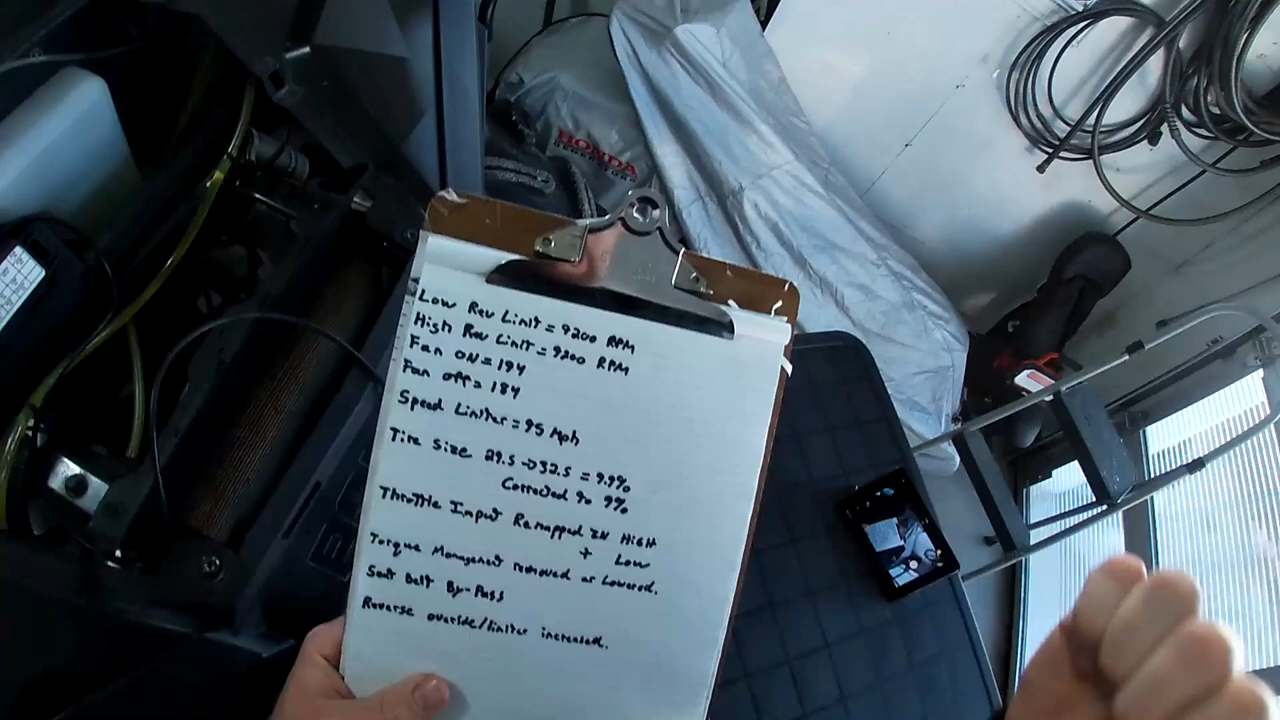 HONDA
Low Rev Limit = 9200 RPM
High Rev Limit = 9200 RPM
Fan ON = 194
Fan off = 184
Speed Limiter = 95 Mph
Tire Size 29.5 → 32.5 = 9.9%
Corrected to 9%
Throttle Input Remapped IN HIGH
+ Low
Torque Management removed or Lowered.
Seat Belt By-Pass
Reverse overide/limiter increased.